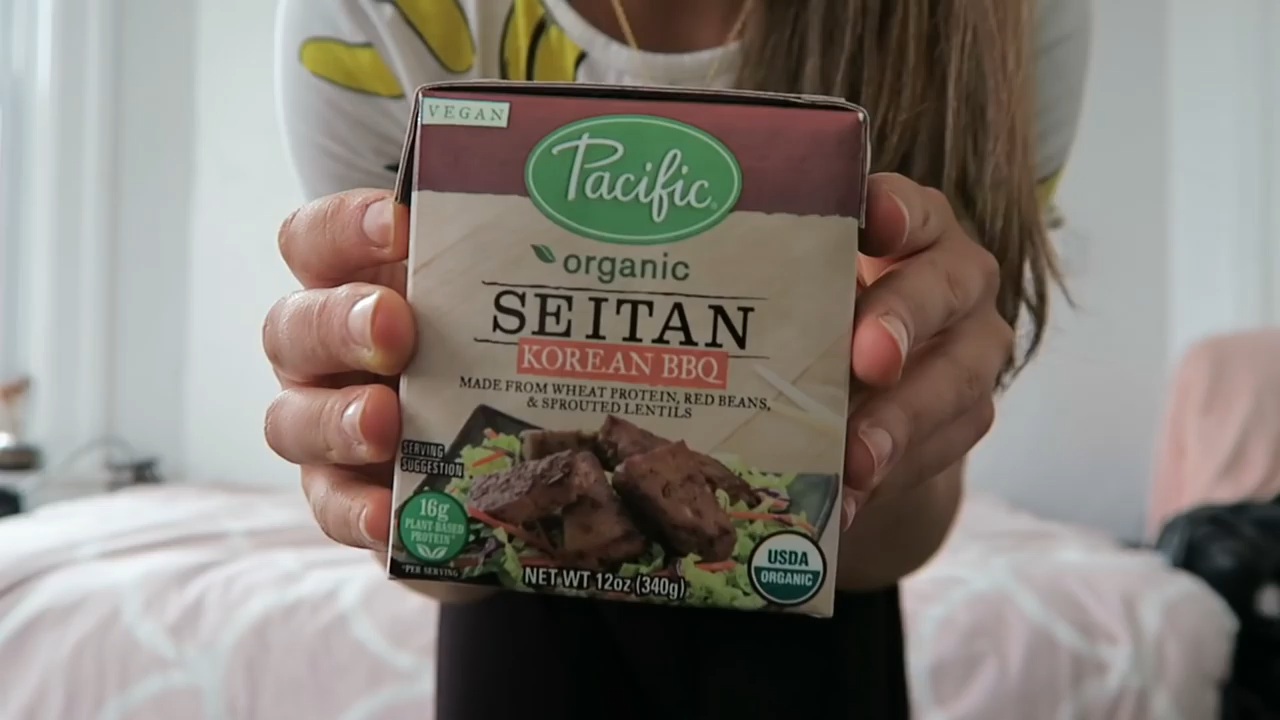 VEGAN
Pacific
organic
SEITAN
KOREAN BBQ
MADE FROM WHEAT PROTEIN, RED BEANS,
& SPROUTED LENTILS
SERVING
SUGGESTION
16g
PLANT-BASED
PROTEIN*
*PER SERVING
NET WT 12oz (340g)
USDA
ORGANIC